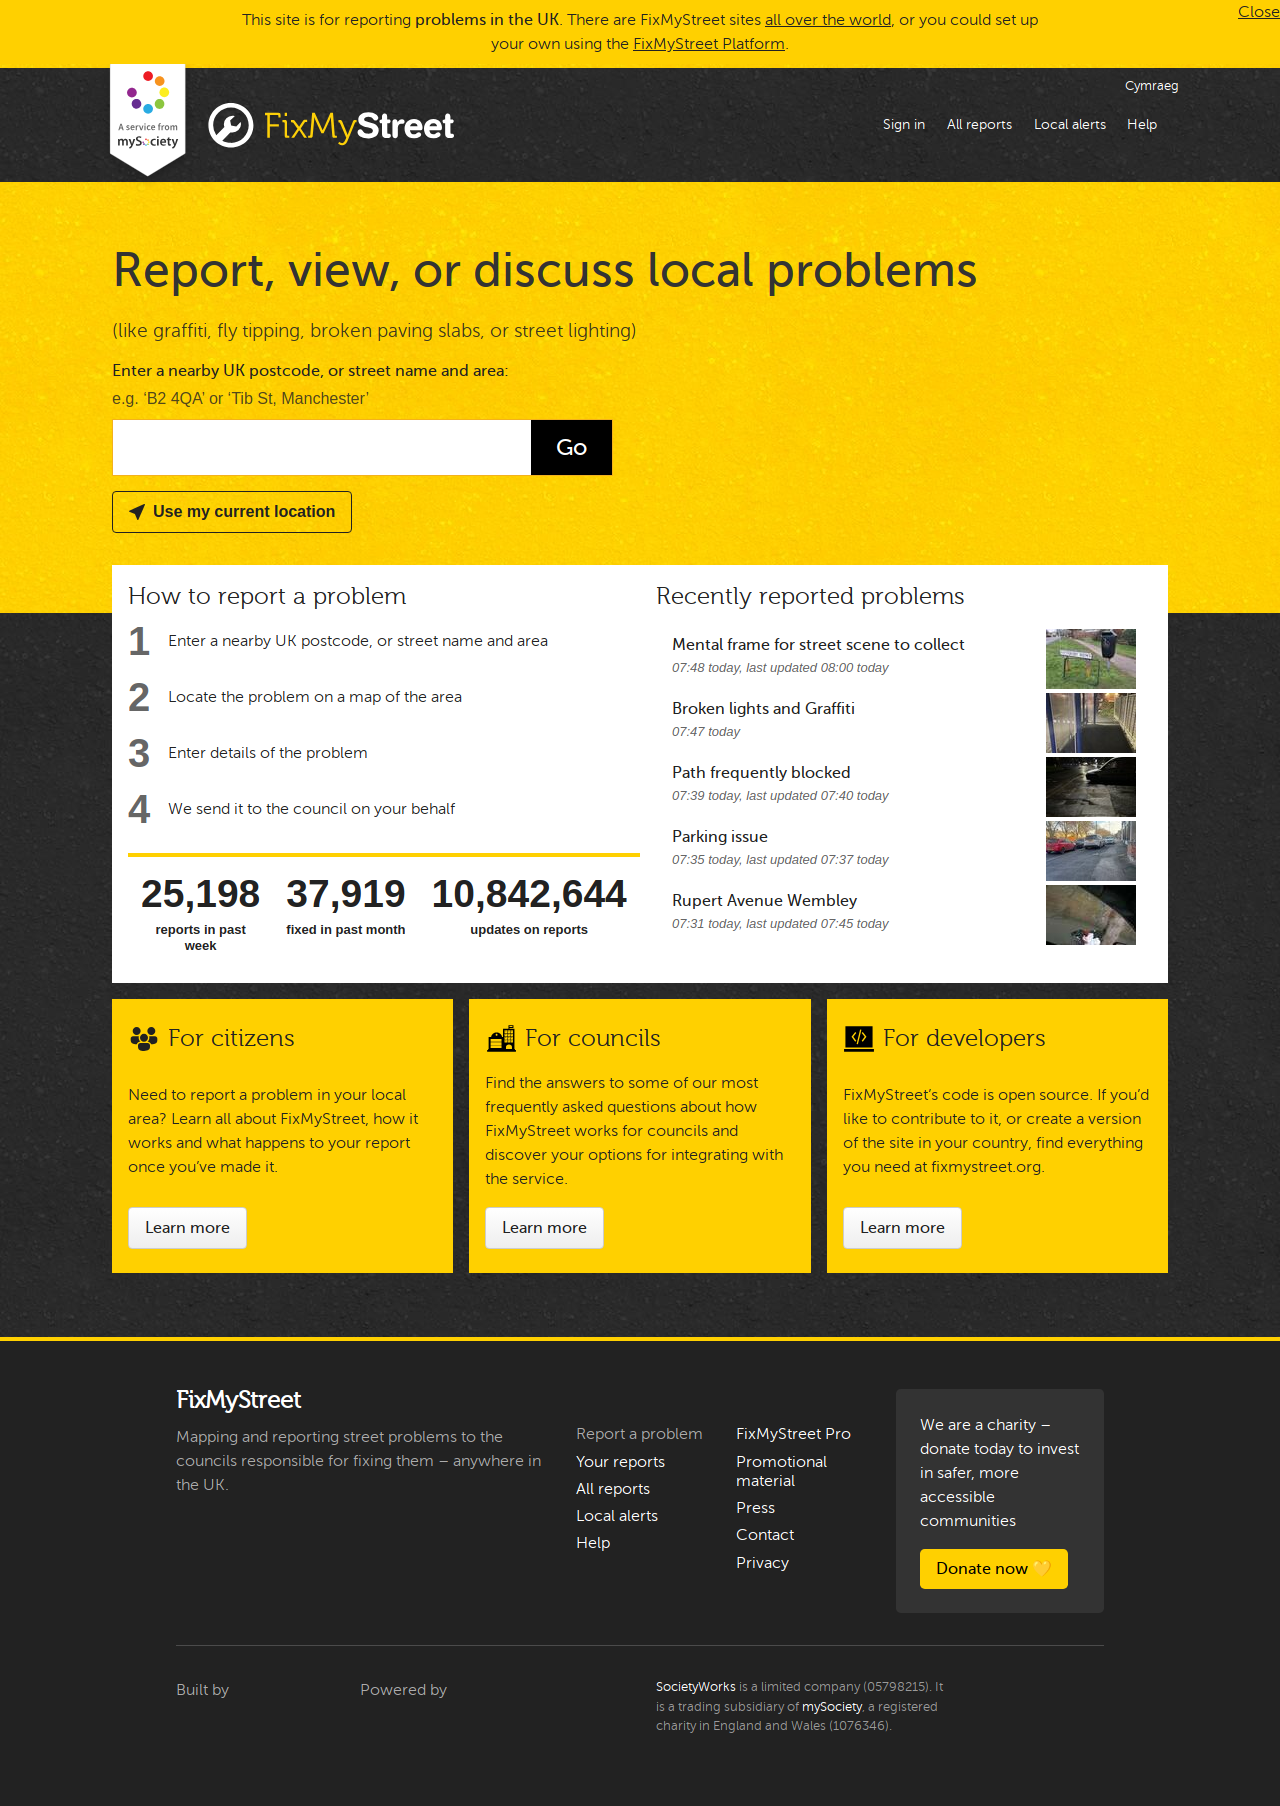 This site is for reporting problems in the UK. There are FixMyStreet sites all over the world, or you could set up
your own using the FixMyStreet Platform.
Close
Cymraeg
A service from
mySociety
FixMyStreet
Sign in
All reports
Local alerts
Help
Report, view, or discuss local problems
(like graffiti, fly tipping, broken paving slabs, or street lighting)
Enter a nearby UK postcode, or street name and area:
e.g. ‘B2 4QA’ or ‘Tib St, Manchester’
Go
Use my current location
How to report a problem
1 Enter a nearby UK postcode, or street name and area
2 Locate the problem on a map of the area
3 Enter details of the problem
4 We send it to the council on your behalf
25,198
reports in past
week
37,919
fixed in past month
10,842,644
updates on reports
Recently reported problems
Mental frame for street scene to collect
07:48 today, last updated 08:00 today
Broken lights and Graffiti
07:47 today
Path frequently blocked
07:39 today, last updated 07:40 today
Parking issue
07:35 today, last updated 07:37 today
Rupert Avenue Wembley
07:31 today, last updated 07:45 today
For citizens
Need to report a problem in your local
area? Learn all about FixMyStreet, how it
works and what happens to your report
once you’ve made it.
Learn more
For councils
Find the answers to some of our most
frequently asked questions about how
FixMyStreet works for councils and
discover your options for integrating with
the service.
Learn more
For developers
FixMyStreet’s code is open source. If you’d
like to contribute to it, or create a version
of the site in your country, find everything
you need at fixmystreet.org.
Learn more
FixMyStreet
Mapping and reporting street problems to the
councils responsible for fixing them – anywhere in
the UK.
Report a problem
Your reports
All reports
Local alerts
Help
FixMyStreet Pro
Promotional
material
Press
Contact
Privacy
We are a charity –
donate today to invest
in safer, more
accessible
communities
Donate now 💛
Built by
Powered by
SocietyWorks is a limited company (05798215). It
is a trading subsidiary of mySociety, a registered
charity in England and Wales (1076346).